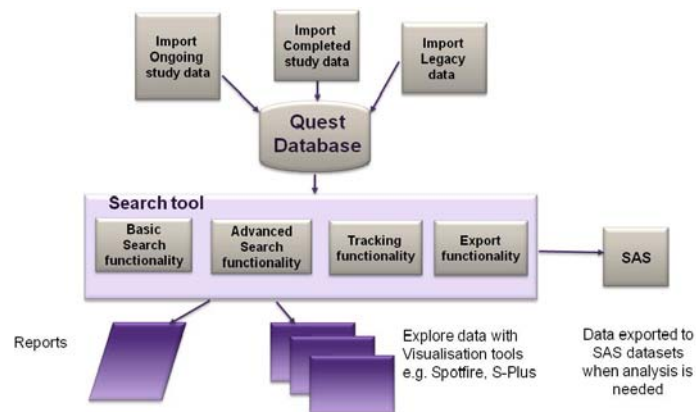 Import
Ongoing
study data
Import
Completed
study data
Import
Legacy
data
Quest
Database
Search tool
Basic
Search
functionality
Advanced
Search
functionality
Tracking
functionality
Export
functionality
SAS
Reports
Explore data with
Visualisation tools
e.g. Spotfire, S-Plus
Data exported to
SAS datasets
when analysis is
needed